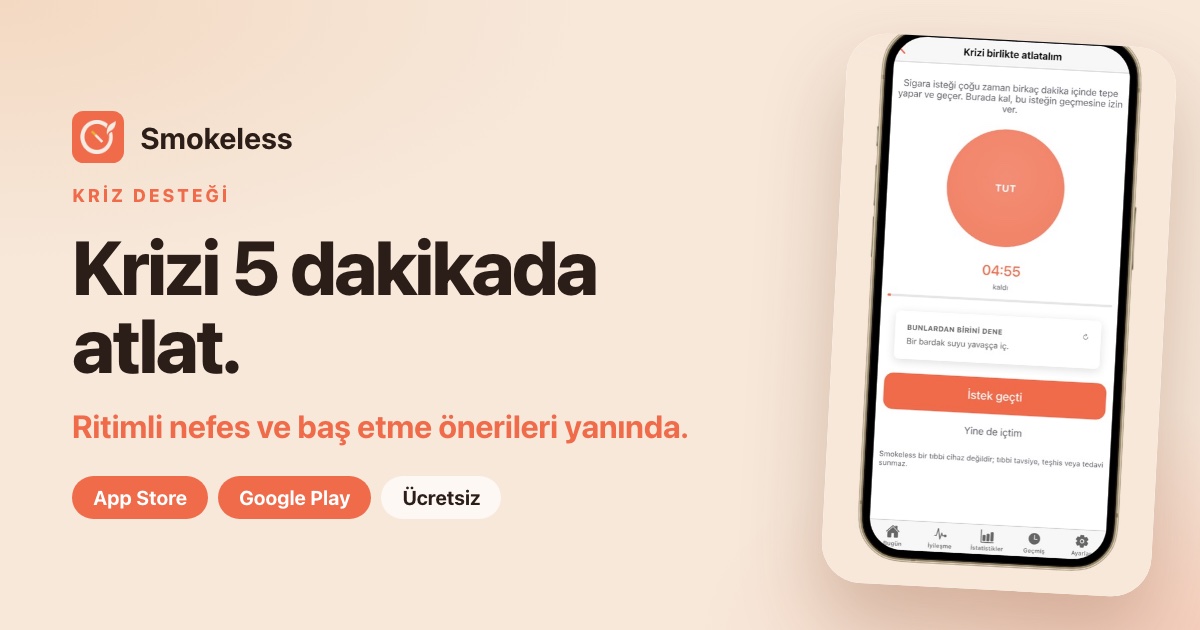 Smokeless
KRİZ DESTEĞİ
Krizi 5 dakikada
atlat.
Ritimli nefes ve baş etme önerileri yanında.
App Store
Google Play
Ücretsiz
Krizi birlikte atlatalım
Sigara isteği çoğu zaman birkaç dakika içinde tepe
yapar ve geçer. Burada kal, bu isteğin geçmesine izin
ver.
TUT
04:55
kaldı
BUNLARDAN BİRİNİ DENE
Bir bardak suyu yavaşça iç.
İstek geçti
Yine de içtim
Smokeless bir tıbbi cihaz değildir; tıbbi tavsiye, teşhis veya tedavi
sunmaz.
Bugün
İyileşme
İstatistikler
Geçmiş
Ayarlar